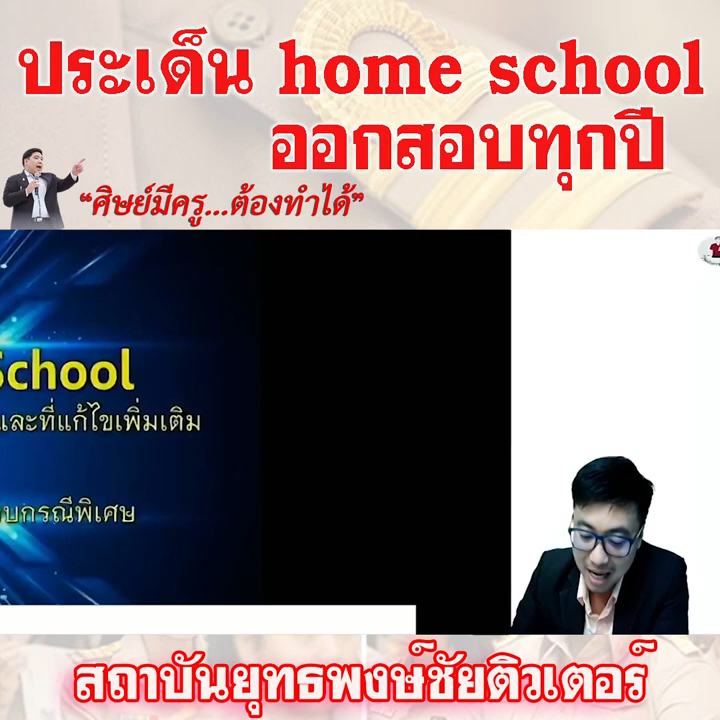 ประเด็น home school
ออกสอบทุกปี
“ศิษย์มีครู...ต้องทำได้”
School
และที่แก้ไขเพิ่มเติม
บกรณีพิเศษ
สถาบันยุทธพงษ์ชัยติวเตอร์